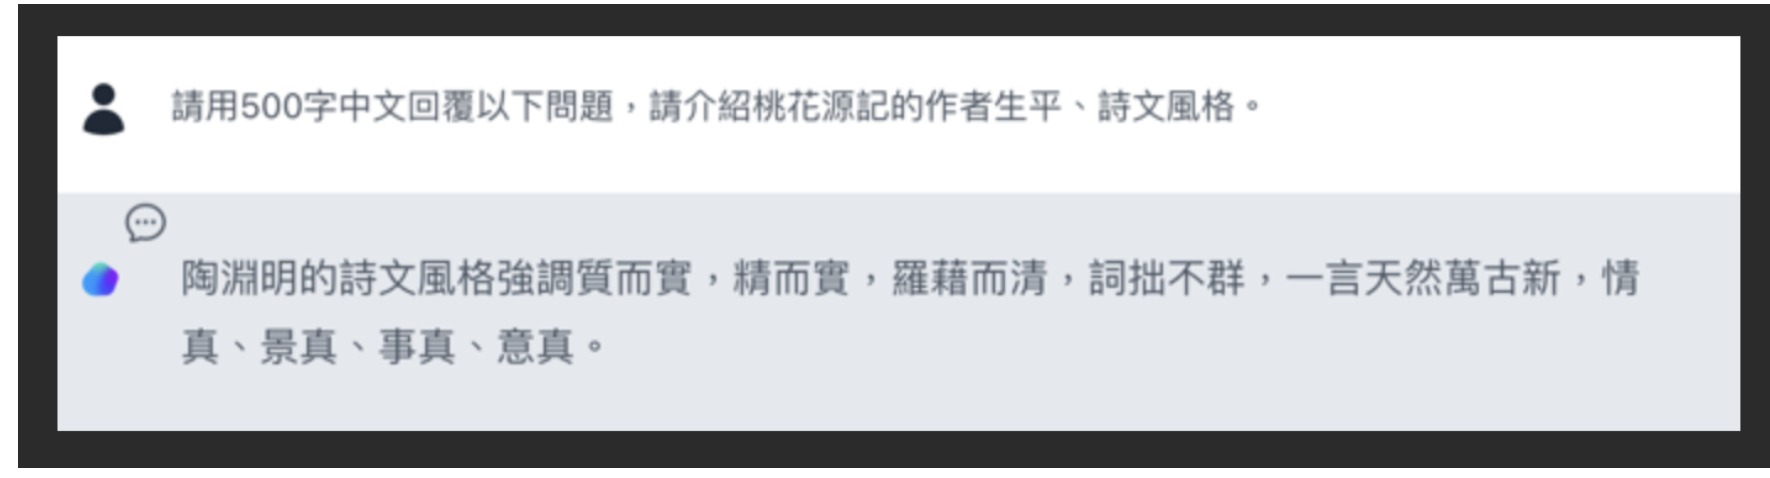 請用500字中文回覆以下問題，請介紹桃花源記的作者生平、詩文風格。
陶淵明的詩文風格強調質而實，精而實，羅藉而清，詞拙不群，一言天然萬古新，情
真、景真、事真、意真。